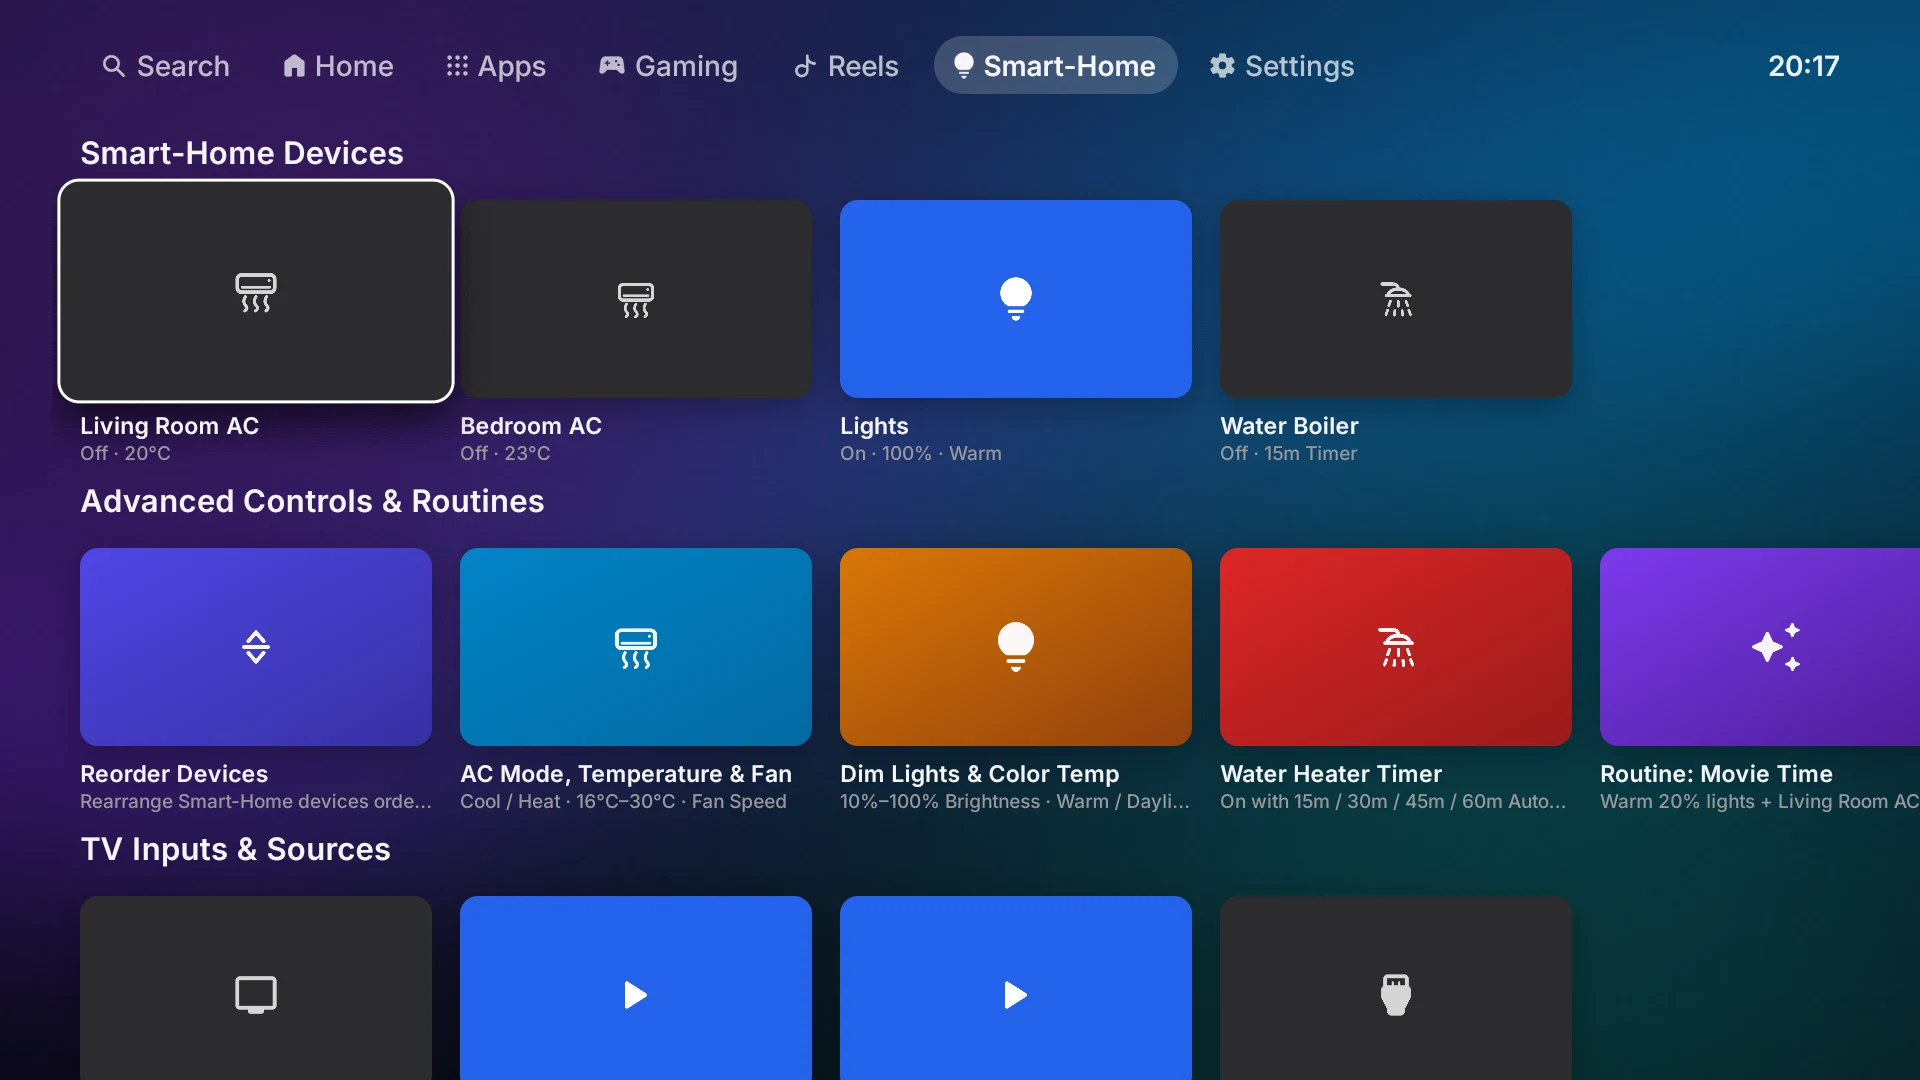 Search Home Apps Gaming Reels Smart-Home Settings 20:17
Smart-Home Devices
Living Room AC
Off · 20°C
Bedroom AC
Off · 23°C
Lights
On · 100% · Warm
Water Boiler
Off · 15m Timer
Advanced Controls & Routines
Reorder Devices
Rearrange Smart-Home devices orde...
AC Mode, Temperature & Fan
Cool / Heat · 16°C–30°C · Fan Speed
Dim Lights & Color Temp
10%–100% Brightness · Warm / Dayli...
Water Heater Timer
On with 15m / 30m / 45m / 60m Auto...
Routine: Movie Time
Warm 20% lights + Living Room AC
TV Inputs & Sources